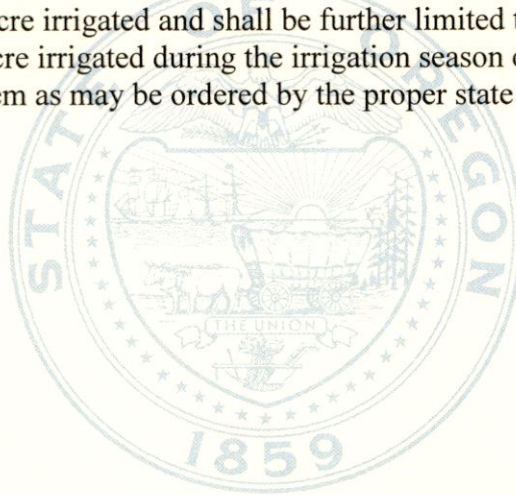 cre irrigated and shall be further limited t
cre irrigated during the irrigation season o
em as may be ordered by the proper state
STATE OF OREGON
THE UNION
1859